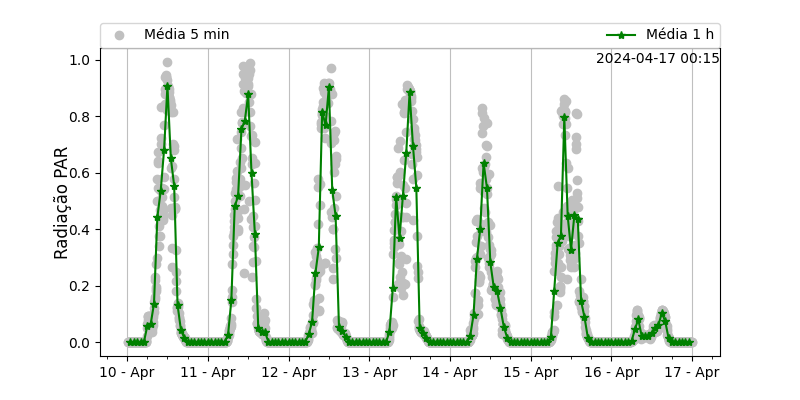 Média 5 min
Média 1 h
2024-04-17 00:15
Radiação PAR
1.0
0.8
0.6
0.4
0.2
0.0
10 - Apr 11 - Apr 12 - Apr 13 - Apr 14 - Apr 15 - Apr 16 - Apr 17 - Apr